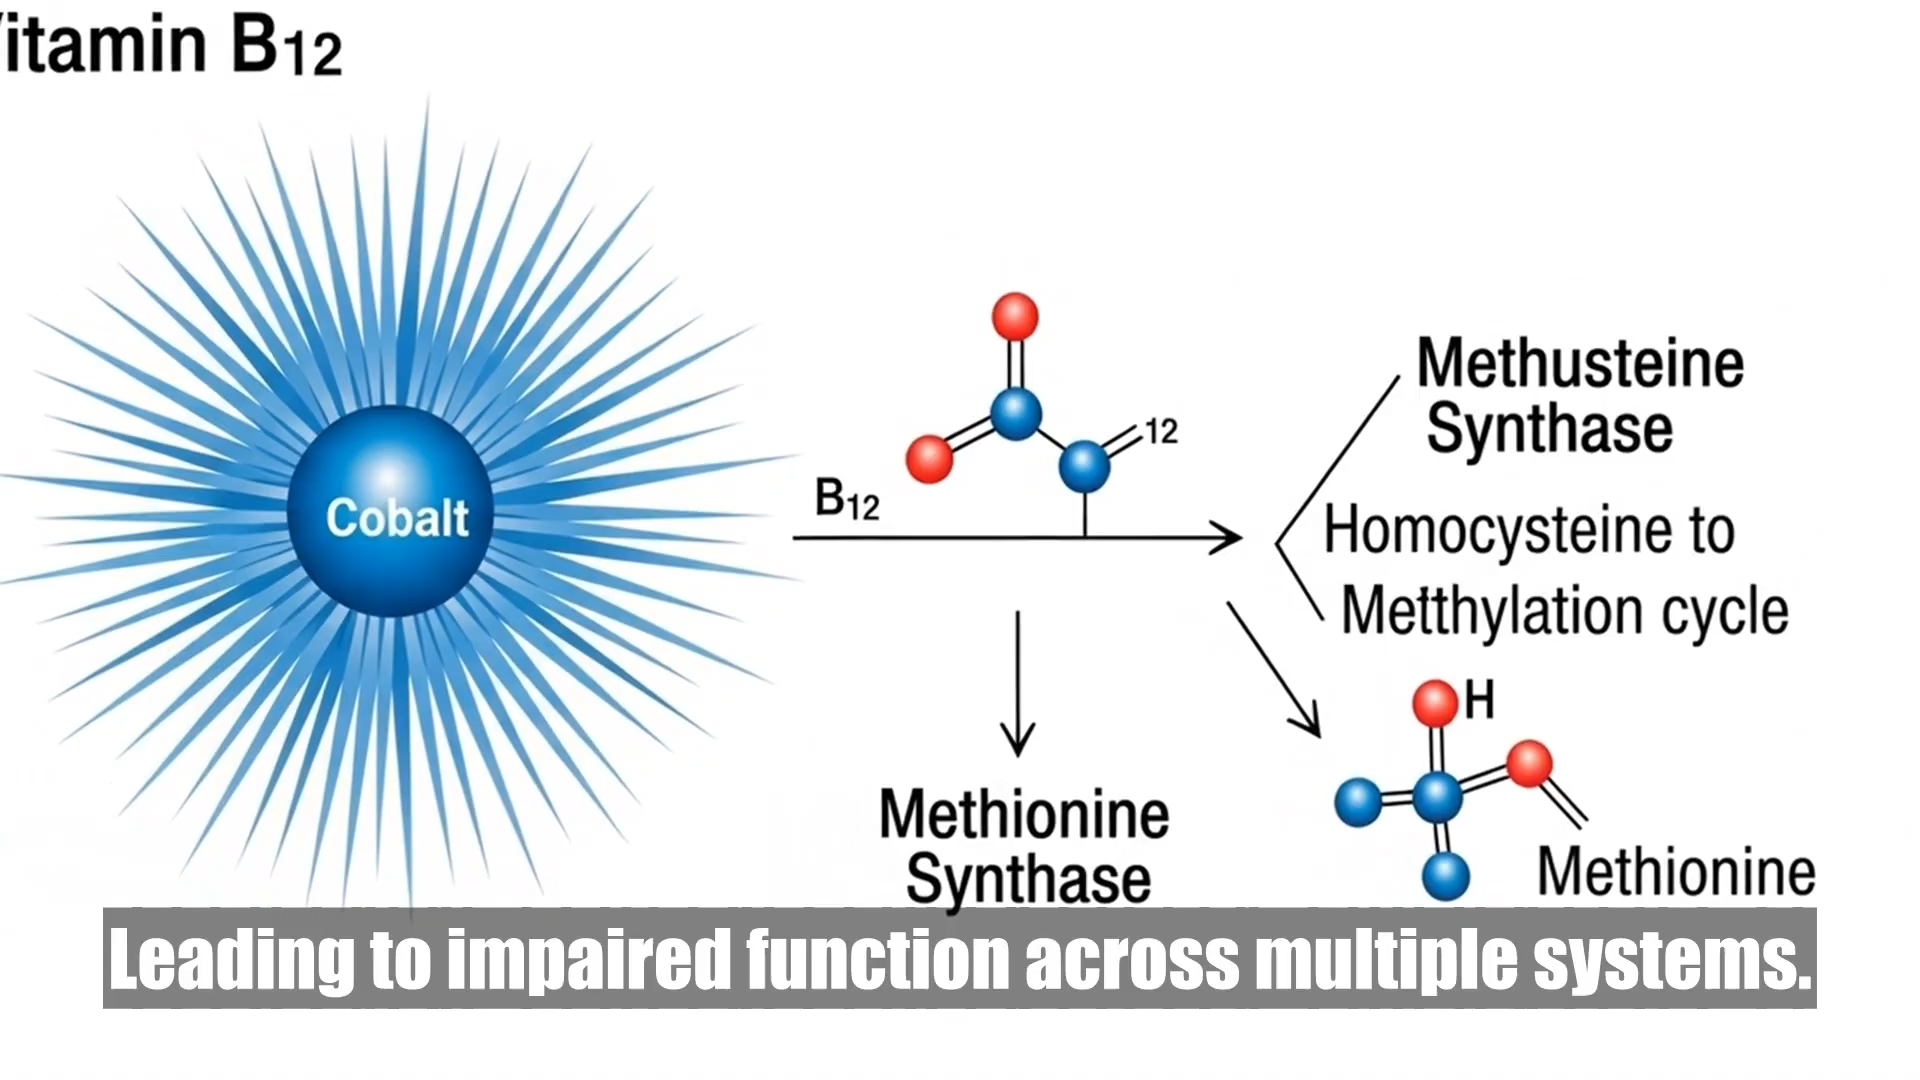 itamin B12
Cobalt
B12
12
Methusteine
Synthase
Homocysteine to
Metthylation cycle
H
Methionine
Synthase
Methionine
Leading to impaired function across multiple systems.